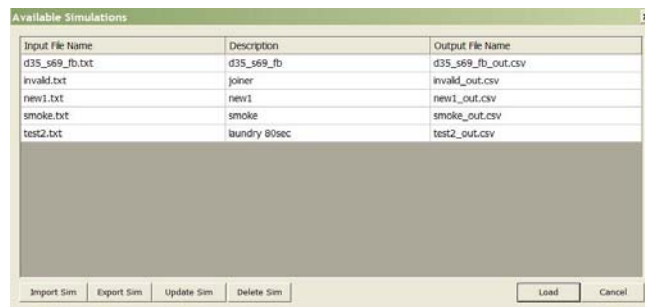 Available Simulations
Input File Name Description Output File Name
d35_s69_fb.txt d35_s69_fb d35_s69_fb_out.csv
invalid.txt joiner invalid_out.csv
new1.txt new1 new1_out.csv
smoke.txt smoke smoke_out.csv
test2.txt laundry 80sec test2_out.csv
Import Sim Export Sim Update Sim Delete Sim Load Cancel